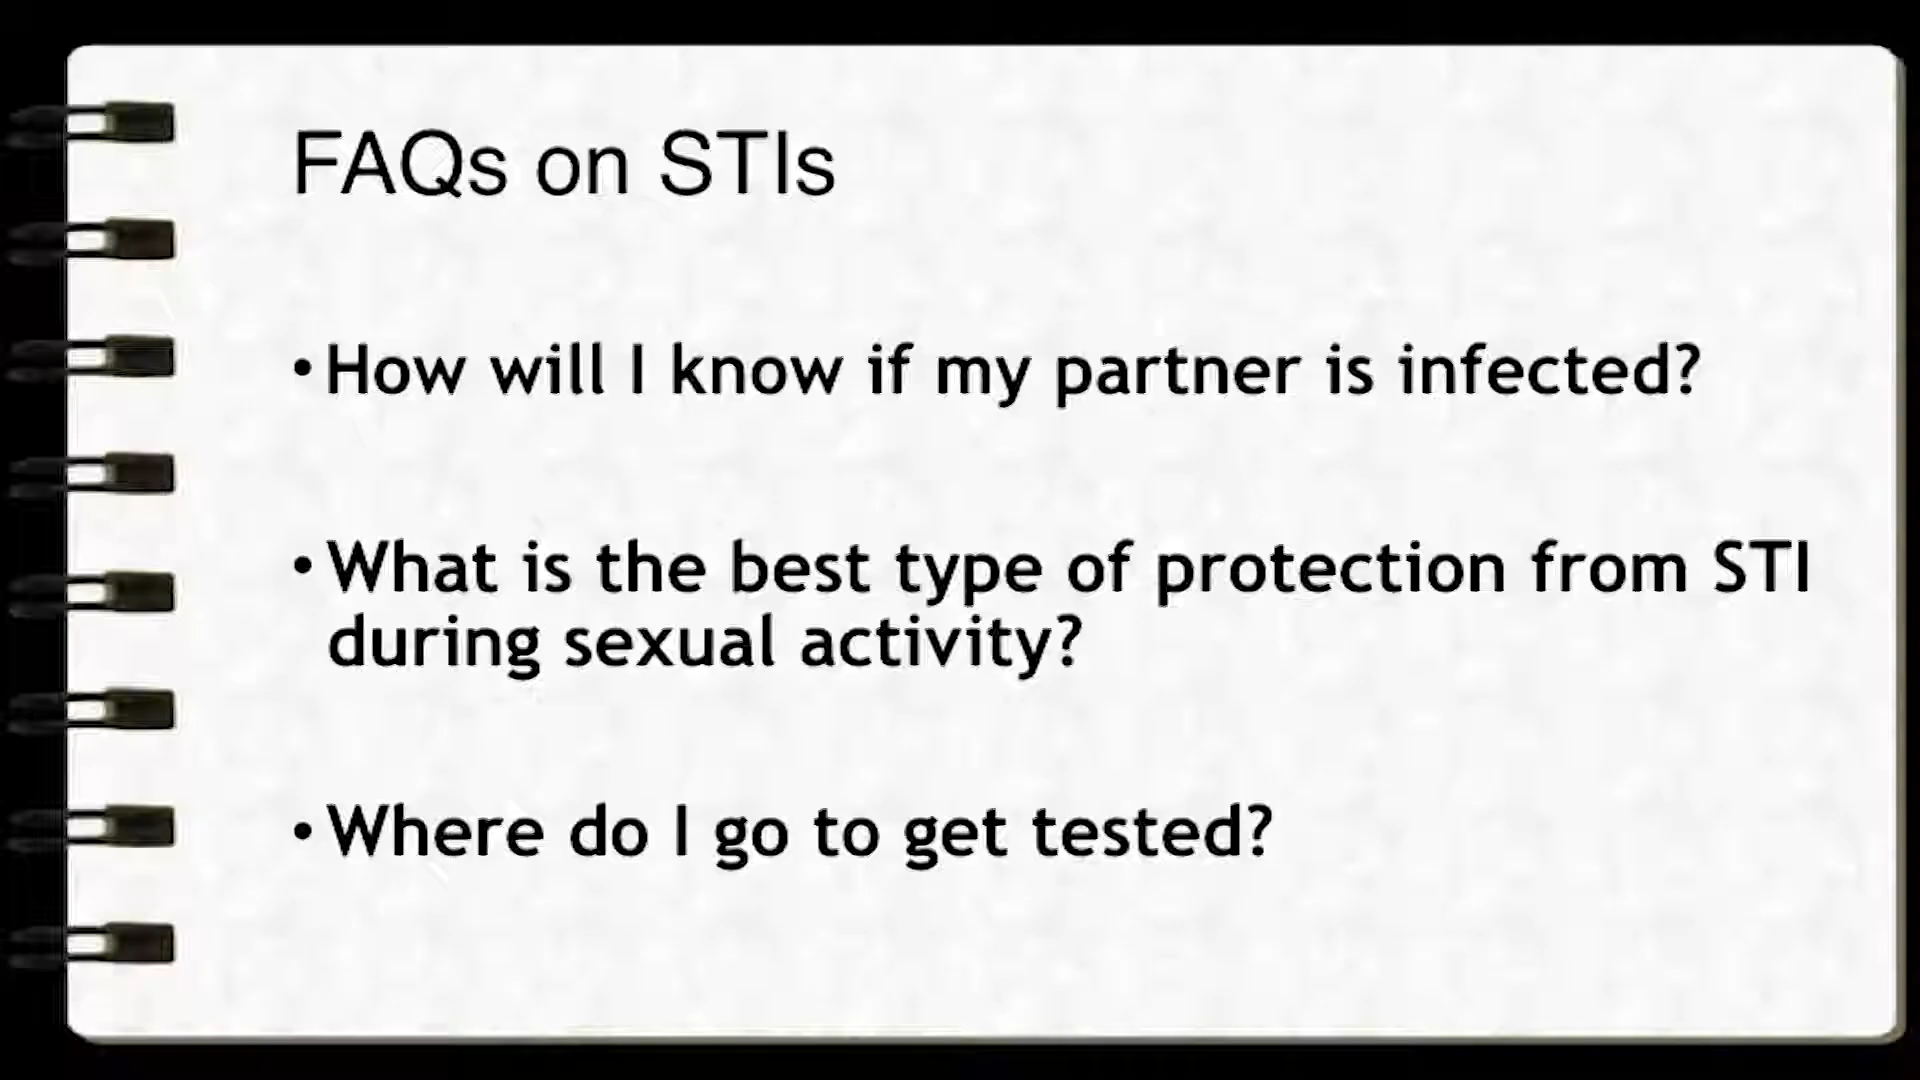 FAQs on STIs
•How will I know if my partner is infected?
•What is the best type of protection from STI
during sexual activity?
•Where do I go to get tested?